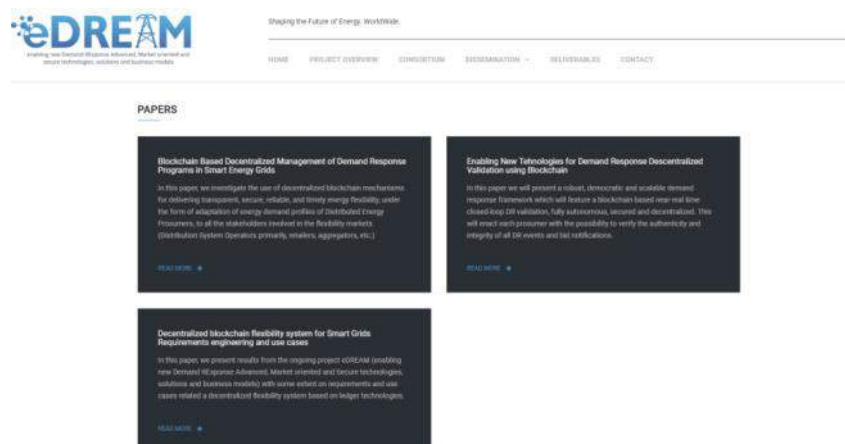 eDREAM
enabling new Demand REsponse Advanced, Market oriented and
secure technologies, solutions and business models
Shaping the Future of Energy. WorldWide.
HOME PROJECT OVERVIEW CONSORTIUM DISSEMINATION DELIVERABLES CONTACT
PAPERS
Blockchain Based Decentralized Management of Demand Response
Programs in Smart Energy Grids
In this paper, we investigate the use of decentralized blockchain mechanisms
for delivering transparent, secure, reliable, and timely energy flexibility, under
the form of adaptation of energy demand profiles of Distributed Energy
Prosumers, to all the stakeholders involved in the flexibility markets
(Distribution System Operators primarily, retailers, aggregators, etc.)
READ MORE
Enabling New Tehnologies for Demand Response Descentralized
Validation using Blockchain
In this paper we will present a robust, democratic and scalable demand
response framework which will feature a blockchain based near-real time
closed-loop DR validation, fully autonomous, secured and decentralized. This
will enact each prosumer with the possibility to verify the authenticity and
integrity of all DR events and bid notifications.
READ MORE
Decentralized blockchain flexibility system for Smart Grids
Requirements engineering and use cases
In this paper, we present results from the ongoing project eDREAM (enabling
new Demand REsponse Advanced, Market oriented and Secure technologies,
solutions and business models) with some extent on requirements and use
cases related a decentralized flexibility system based on ledger technologies.
READ MORE